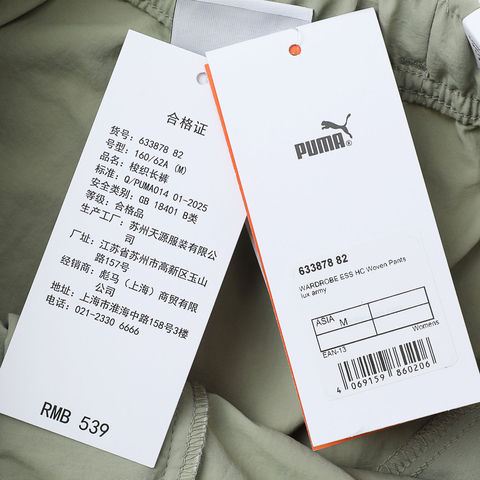 合格证
货号: 633878 82
号型: 160/62A (M)
品名: 梭织长裤
标准: Q/PUMA014 01-2025
安全类别: GB 18401 B类
等级: 合格品
生产工厂: 苏州天源服装有限公
司
厂址: 江苏省苏州市高新区玉山
路157号
经销商: 彪马（上海）商贸有限
公司
地址: 上海市淮海中路158号3楼
电话: 021-2330 6666
RMB 539
PUMA®
633878 82
WARDROBE ESS HC Woven Pants
lux army
ASIA M
Womens
EAN-13
4 069159 860206